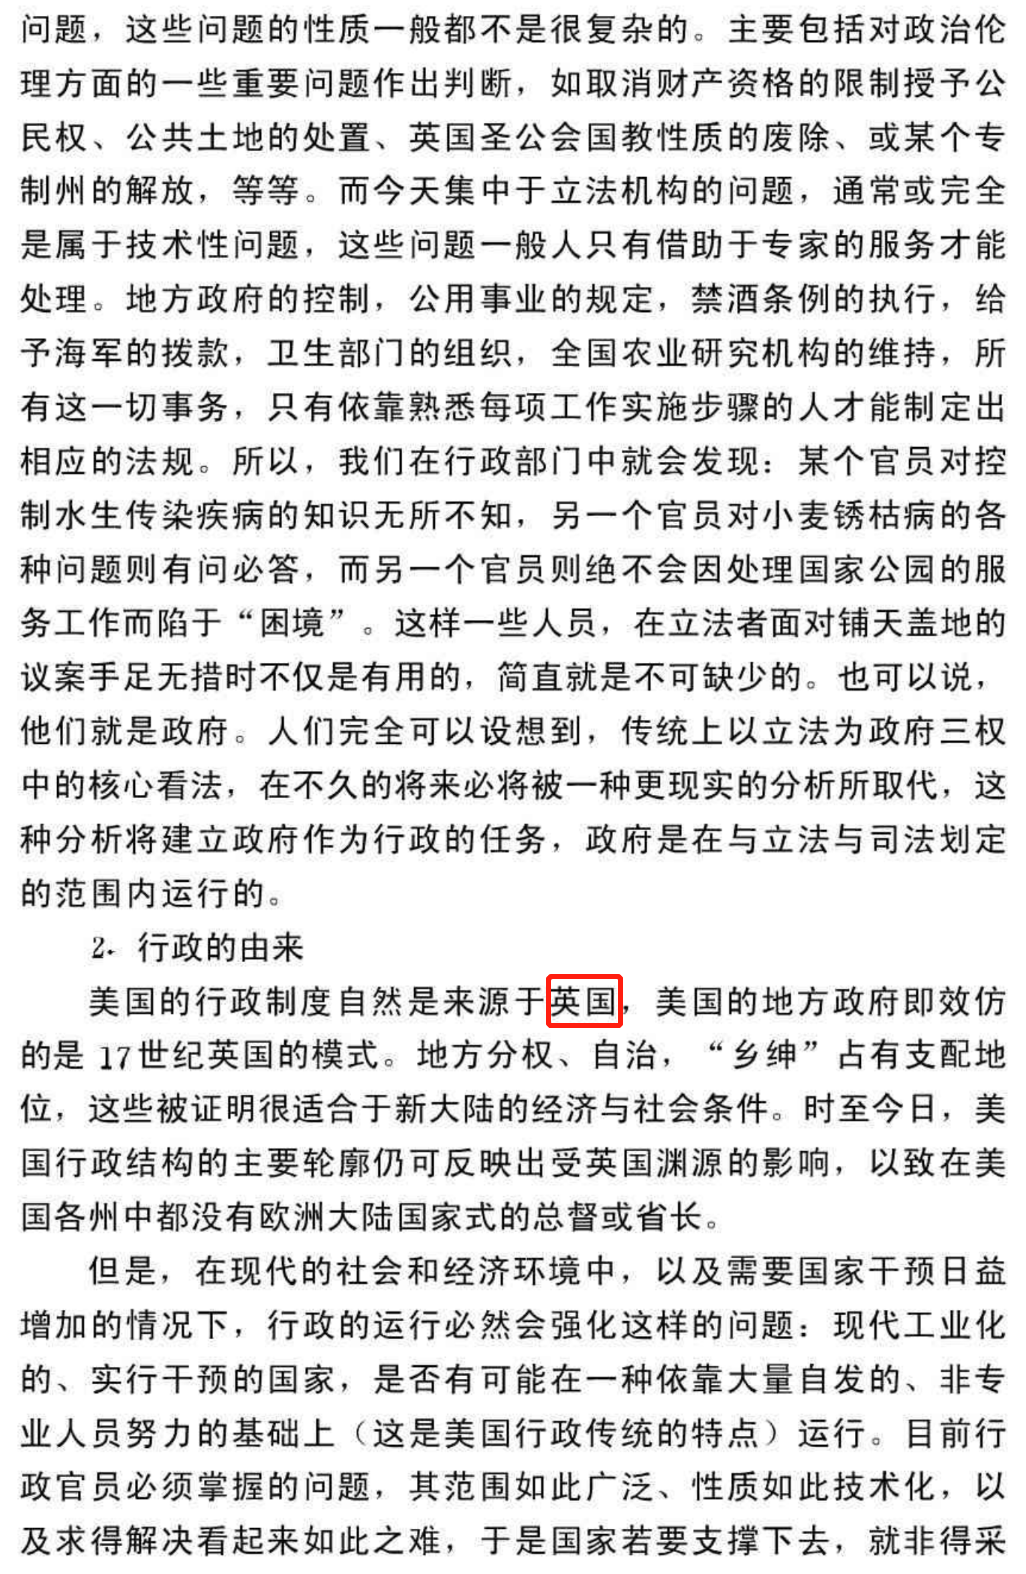 问题，这些问题的性质一般都不是很复杂的。主要包括对政治伦
理方面的一些重要问题作出判断，如取消财产资格的限制授予公
民权、公共土地的处置、英国圣公会国教性质的废除、或某个专
制州的解放，等等。而今天集中于立法机构的问题，通常或完全
是属于技术性问题，这些问题一般人只有借助于专家的服务才能
处理。地方政府的控制，公用事业的规定，禁酒条例的执行，给
予海军的拨款，卫生部门的组织，全国农业研究机构的维持，所
有这一切事务，只有依靠熟悉每项工作实施步骤的人才能制定出
相应的法规。所以，我们在行政部门中就会发现：某个官员对控
制水生传染疾病的知识无所不知，另一个官员对小麦锈枯病的各
种问题则有问必答，而另一个官员则绝不会因处理国家公园的服
务工作而陷于“困境”。这样一些人员，在立法者面对铺天盖地的
议案手足无措时不仅是有用的，简直就是不可缺少的。也可以说，
他们就是政府。人们完全可以设想到，传统上以立法为政府三权
中的核心看法，在不久的将来必将被一种更现实的分析所取代，这
种分析将建立政府作为行政的任务，政府是在与立法与司法划定
的范围内运行的。
2. 行政的由来
美国的行政制度自然是来源于英国，美国的地方政府即效仿
的是 17世纪英国的模式。地方分权、自治，“乡绅”占有支配地
位，这些被证明很适合于新大陆的经济与社会条件。时至今日，美
国行政结构的主要轮廓仍可反映出受英国渊源的影响，以致在美
国各州中都没有欧洲大陆国家式的总督或省长。
但是，在现代的社会和经济环境中，以及需要国家干预日益
增加的情况下，行政的运行必然会强化这样的问题：现代工业化
的、实行干预的国家，是否有可能在一种依靠大量自发的、非专
业人员努力的基础上（这是美国行政传统的特点）运行。目前行
政官员必须掌握的问题，其范围如此广泛、性质如此技术化，以
及求得解决看起来如此之难，于是国家若要支撑下去，就非得采